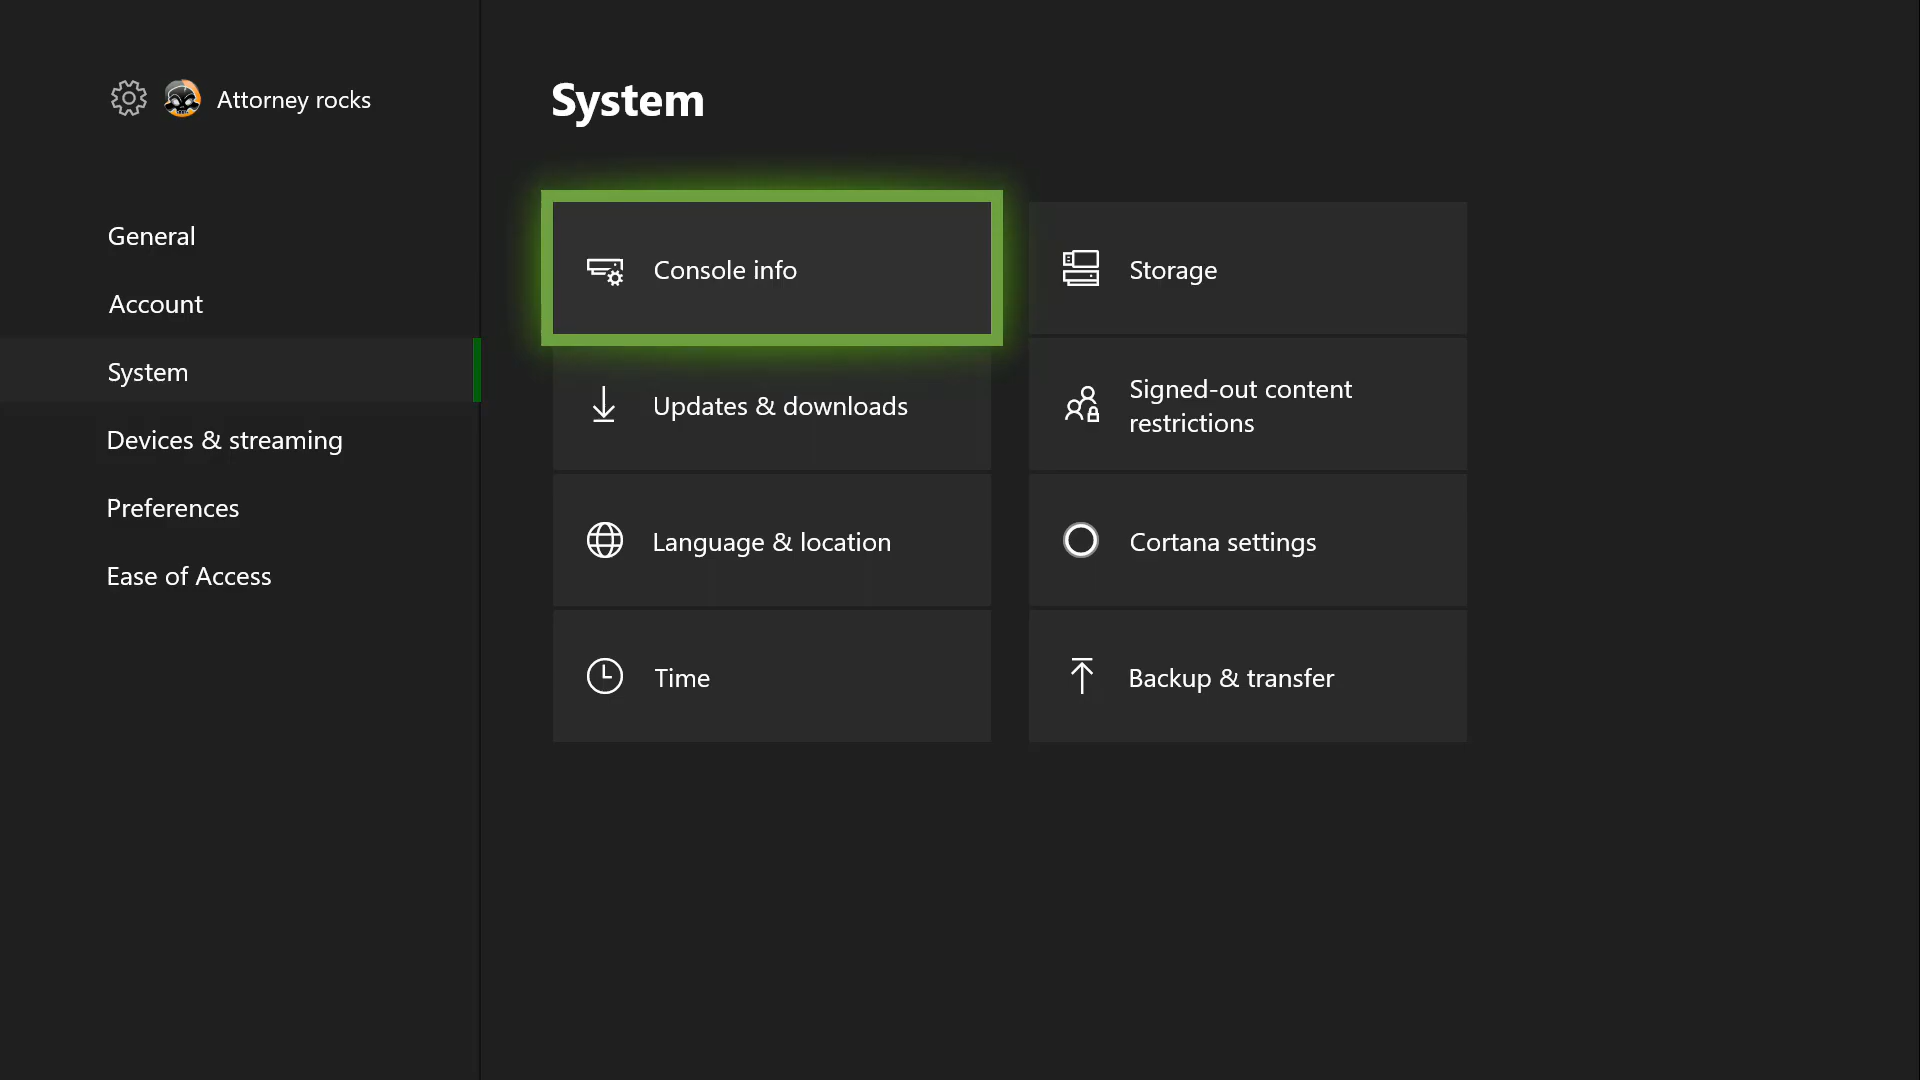 Attorney rocks
General
Account
System
Devices & streaming
Preferences
Ease of Access
System
Console info
Storage
Updates & downloads
Signed-out content
restrictions
Language & location
Cortana settings
Time
Backup & transfer